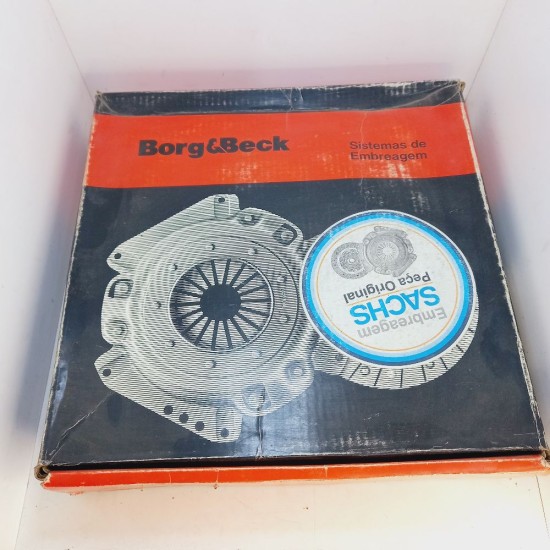 Borg&Beck
Sistemas de
Embreagem
Embreagem
SACHS
Peça Original